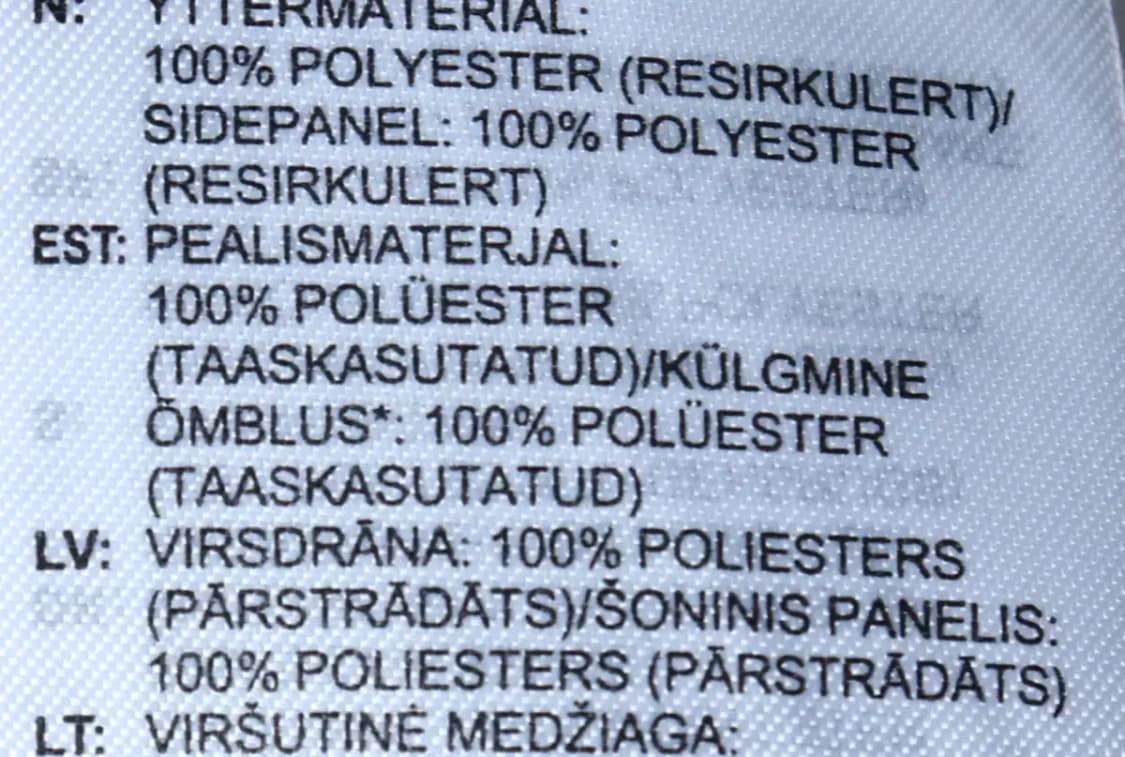 N: YTTERMATERIAL:
100% POLYESTER (RESIRKULERT)/
SIDEPANEL: 100% POLYESTER
(RESIRKULERT)
EST: PEALISMATERJAL:
100% POLÜESTER
(TAASKASUTATUD)/KÜLGMINE
ÕMBLUS*: 100% POLÜESTER
(TAASKASUTATUD)
LV: VIRSDRĀNA: 100% POLIESTERS
(PĀRSTRĀDĀTS)/ŠONINIS PANELIS:
100% POLIESTERS (PĀRSTRĀDĀTS)
LT: VIRŠUTINĖ MEDŽIAGA: